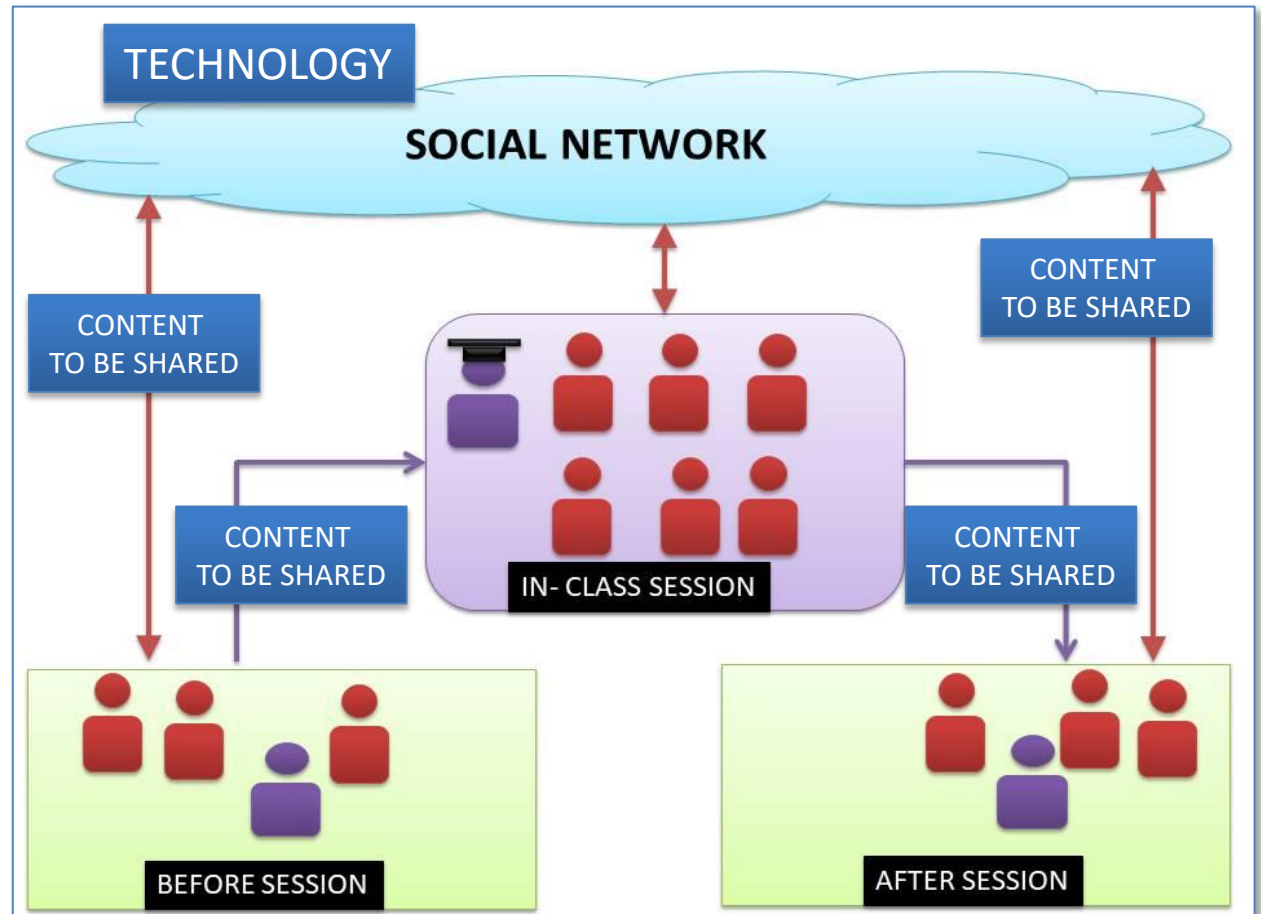 TECHNOLOGY
SOCIAL NETWORK
CONTENT
TO BE SHARED
CONTENT
TO BE SHARED
CONTENT
TO BE SHARED
CONTENT
TO BE SHARED
IN- CLASS SESSION
BEFORE SESSION
AFTER SESSION